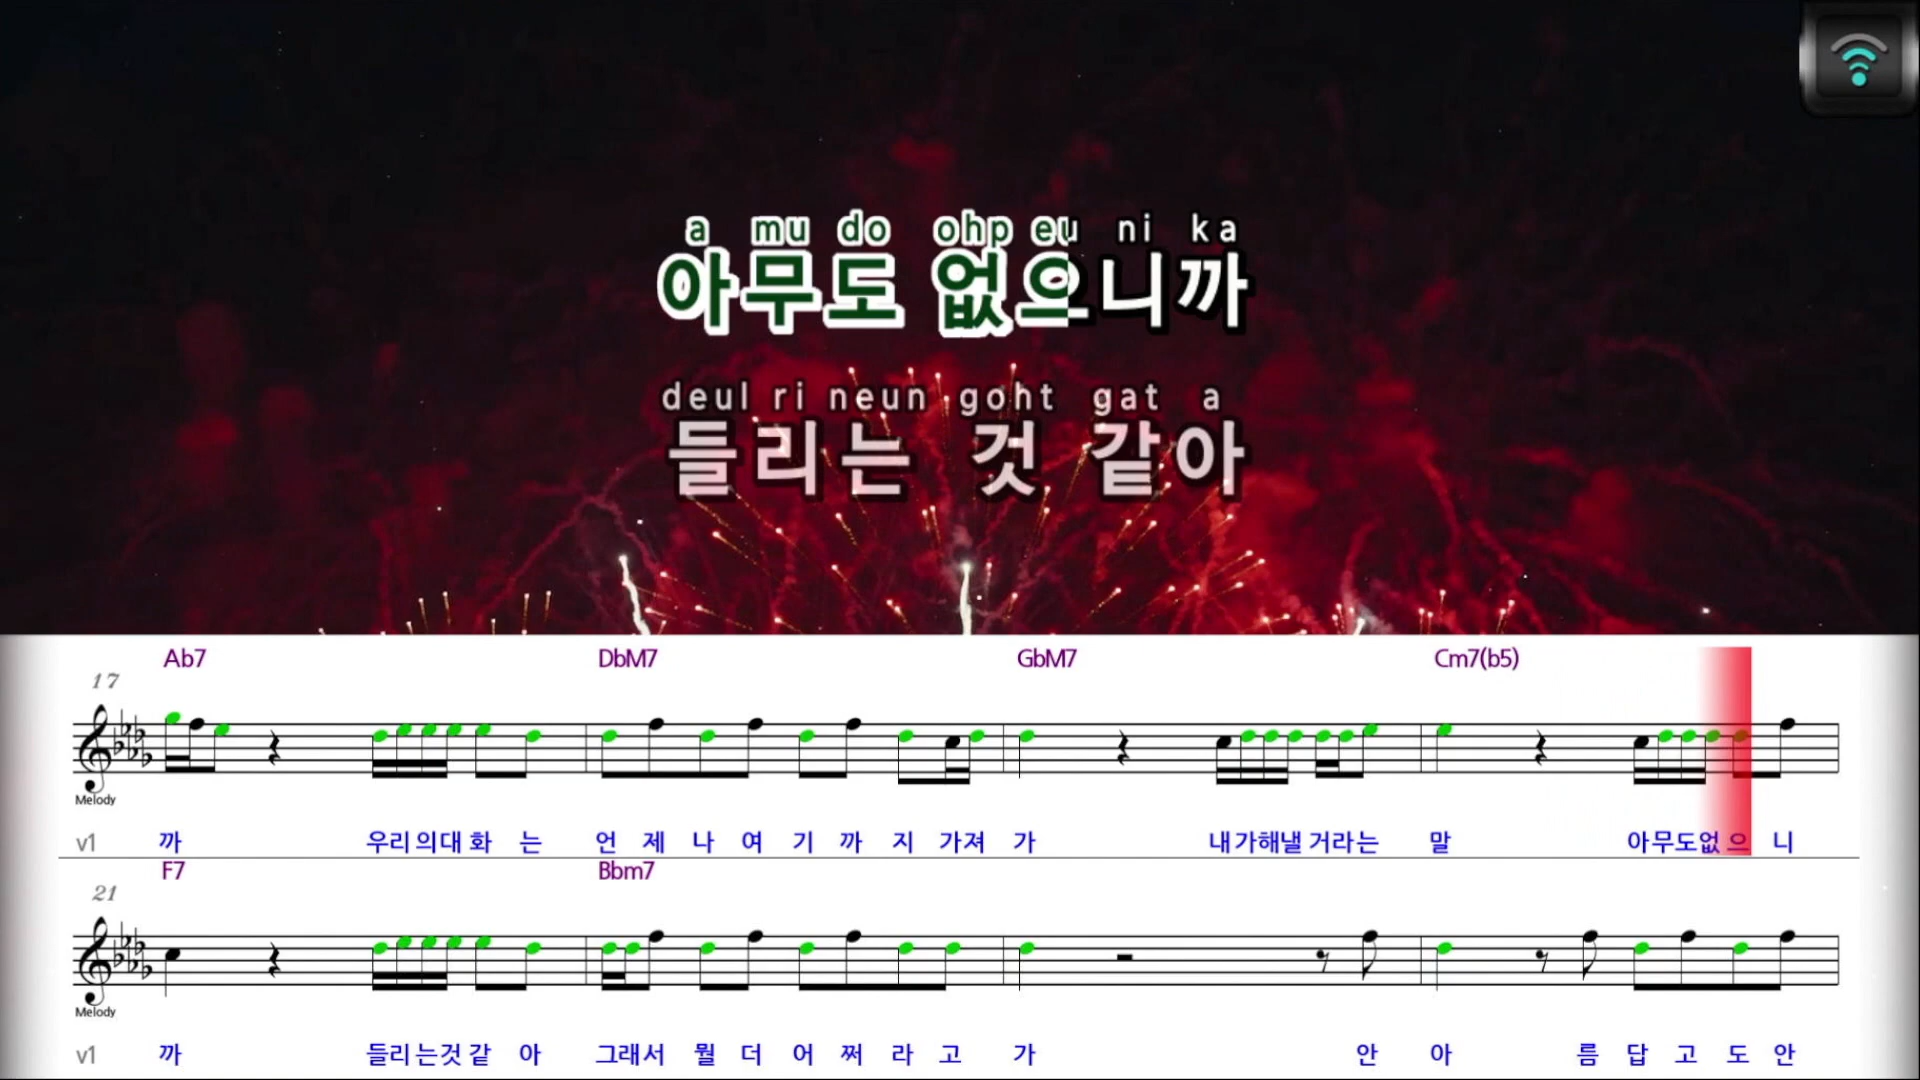 a mu do ohp eu ni ka
아무도 없으니까
deul ri neun goht gat a
들리는 것 같아
Ab7 DbM7 GbM7 Cm7(b5)
17
Melody
v1 까 우리의대화는 언제나여기까지가져가 내가해낼거라는말 아무도없으니
F7 Bbm7
21
Melody
v1 까 들리는것같아 그래서뭘더어쩌라고가 안아름답고도안